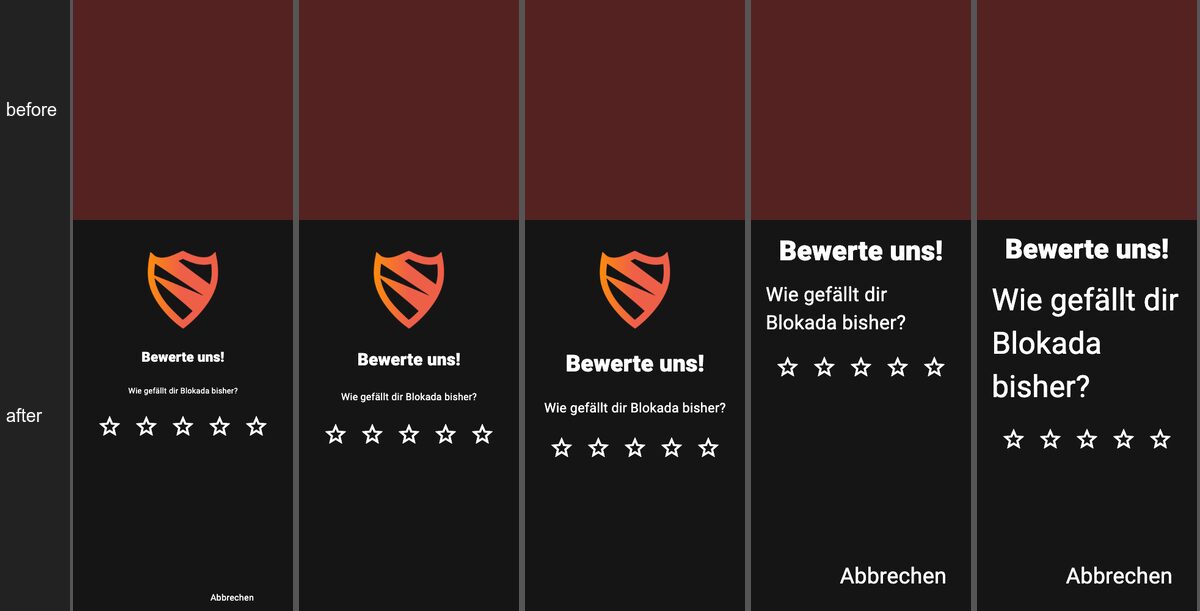 before
after
Bewerte uns!
Wie gefällt dir Blokada bisher?
Abbrechen
Bewerte uns!
Wie gefällt dir Blokada bisher?
Bewerte uns!
Wie gefällt dir Blokada bisher?
Bewerte uns!
Wie gefällt dir
Blokada bisher?
Abbrechen
Bewerte uns!
Wie gefällt dir
Blokada
bisher?
Abbrechen